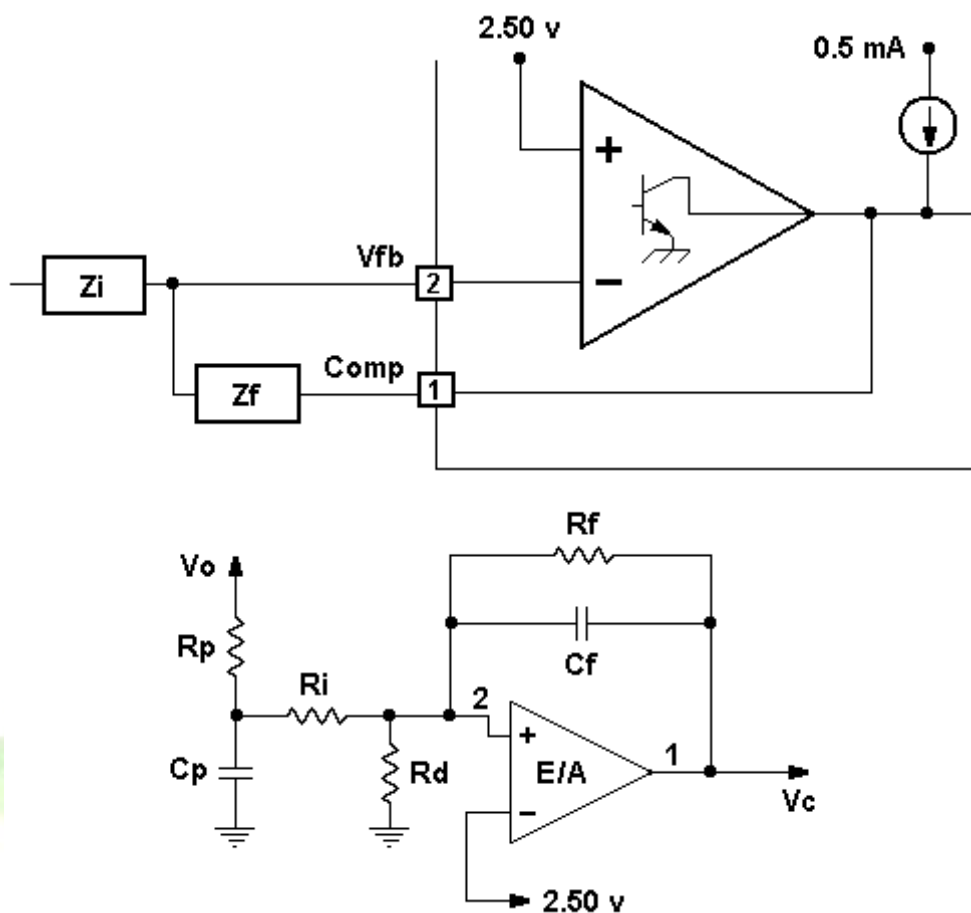 2.50 v
0.5 mA
+
Vfb
2
Zi
−
Comp
1
Zf
Rf
Vo
Cf
Rp
Ri
2
+
1
Cp
Rd
E/A
−
Vc
2.50 v